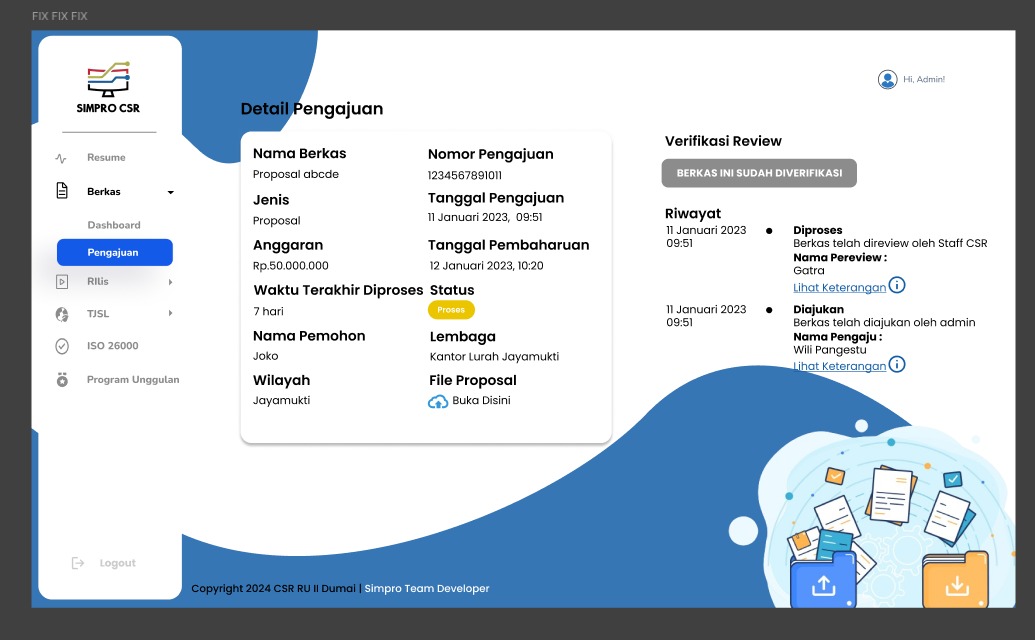 FIX FIX FIX
SIMPRO CSR
Resume
Berkas
Dashboard
Pengajuan
RIlis
TJSL
ISO 26000
Program Unggulan
Logout
Hi, Admin!
Detail Pengajuan
Nama Berkas
Proposal abcde
Jenis
Proposal
Anggaran
Rp.50.000.000
Waktu Terakhir Diproses
7 hari
Nama Pemohon
Joko
Wilayah
Jayamukti
Nomor Pengajuan
1234567891011
Tanggal Pengajuan
11 Januari 2023, 09:51
Tanggal Pembaharuan
12 Januari 2023, 10:20
Status
Proses
Lembaga
Kantor Lurah Jayamukti
File Proposal
Buka Disini
Verifikasi Review
BERKAS INI SUDAH DIVERIFIKASI
Riwayat
11 Januari 2023
09:51
Diproses
Berkas telah direview oleh Staff CSR
Nama Pereview :
Gatra
Lihat Keterangan
11 Januari 2023
09:51
Diajukan
Berkas telah diajukan oleh admin
Nama Pengaju :
Wili Pangestu
Lihat Keterangan
Copyright 2024 CSR RU II Dumai | Simpro Team Developer